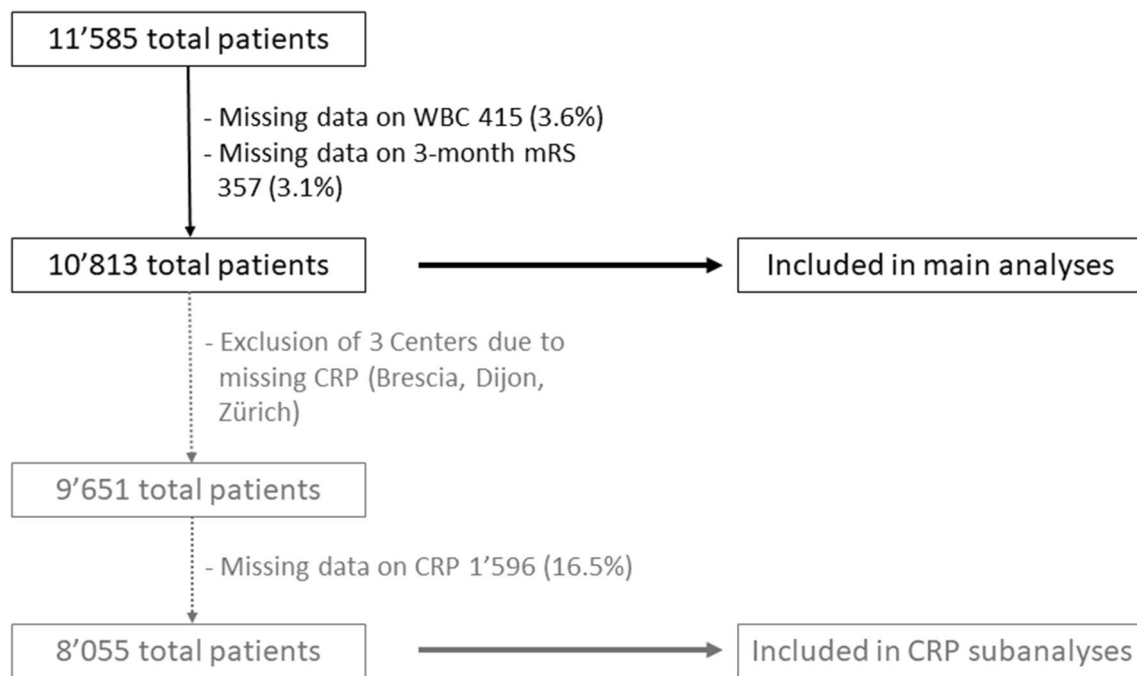 11’585 total patients
- Missing data on WBC 415 (3.6%)
- Missing data on 3-month mRS
357 (3.1%)
10’813 total patients
Included in main analyses
- Exclusion of 3 Centers due to
missing CRP (Brescia, Dijon,
Zürich)
9’651 total patients
- Missing data on CRP 1’596 (16.5%)
8’055 total patients
Included in CRP subanalyses